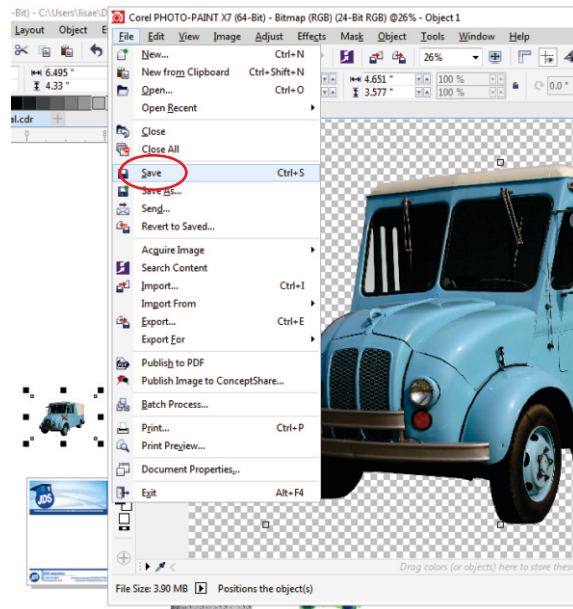 -Bit) - C:\Users\lisae\D
Layout Object E
6.495 "
4.33 "
al.cdr
0
Corel PHOTO-PAINT X7 (64-Bit) - Bitmap (RGB) (24-Bit RGB) @26% - Object 1
File Edit View Image Adjust Effects Mask Object Tools Window Help
26%
4.651 " 100 %
3.577 " 100 %
0.0 °
New... Ctrl+N
New from Clipboard Ctrl+Shift+N
Open... Ctrl+O
Open Recent
Close
Close All
Save Ctrl+S
Save As...
Send...
Revert to Saved...
Acquire Image
Search Content
Import... Ctrl+I
Import From
Export... Ctrl+E
Export For
Publish to PDF
Publish Image to ConceptShare...
Batch Process...
Print... Ctrl+P
Print Preview...
Document Properties...
Exit Alt+F4
JDS
Drag colors (or objects) here to store these
File Size: 3.90 MB Positions the object(s)